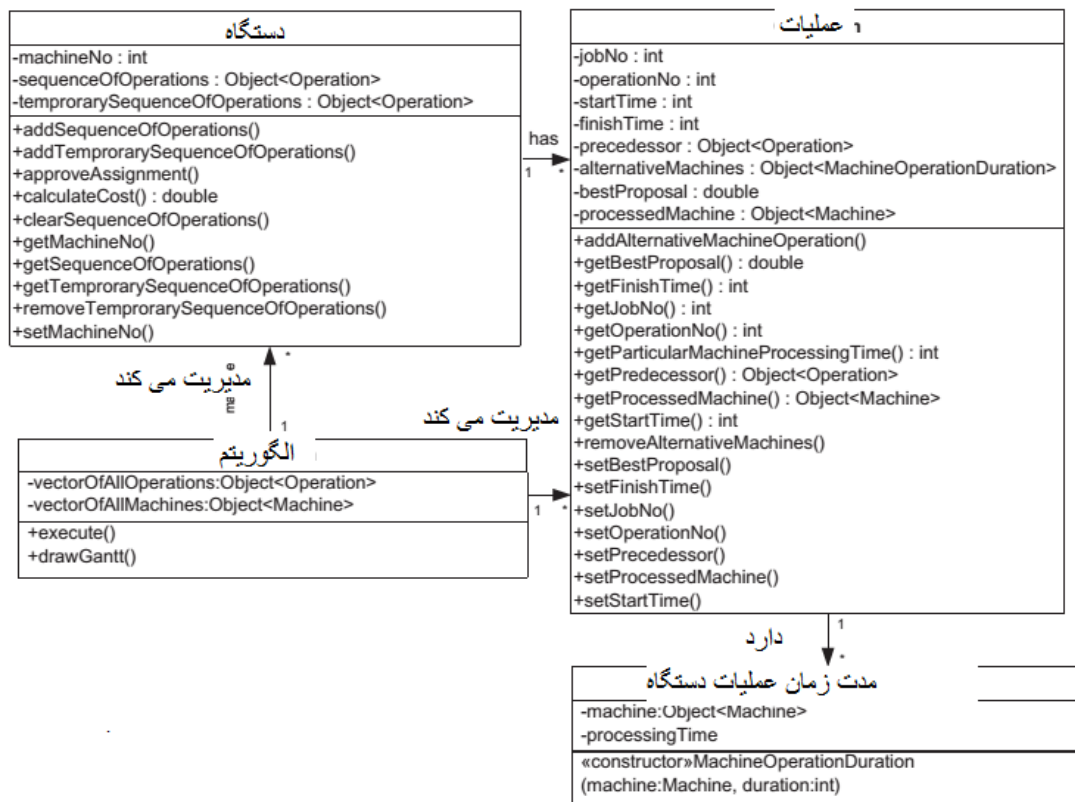 دستگاه
-machineNo : int
-sequenceOfOperations : Object<Operation>
-temprorarySequenceOfOperations : Object<Operation>
+addSequenceOfOperations()
+addTemprorarySequenceOfOperations()
+approveAssignment()
+calculateCost() : double
+clearSequenceOfOperations()
+getMachineNo()
+getSequenceOfOperations()
+getTemporarySequenceOfOperations()
+removeTemprorarySequenceOfOperations()
+setMachineNo()
has
1 *
عملیات
-jobNo : int
-operationNo : int
-startTime : int
-finishTime : int
-precedessor : Object<Operation>
-alternativeMachines : Object<MachineOperationDuration>
-bestProposal : double
-processedMachine : Object<Machine>
+addAlternativeMachineOperation()
+getBestProposal() : double
+getFinishTime() : int
+getJobNo() : int
+getOperationNo() : int
+getParticularMachineProcessingTime() : int
+getPredecessor() : Object<Operation>
+getProcessedMachine() : Object<Machine>
+getStartTime() : int
+removeAlternativeMachines()
+setBestProposal()
+setFinishTime()
+setJobNo()
+setOperationNo()
+setPrecedessor()
+setProcessedMachine()
+setStartTime()
*
مدیریت می کند
1
مدیریت می کند
الگوریتم
-vectorOfAllOperations:Object<Operation>
-vectorOfAllMachines:Object<Machine>
+execute()
+drawGantt()
1 *
1
دارد
*
مدت زمان عملیات دستگاه
-machine:Object<Machine>
-processingTime
«constructor»MachineOperationDuration
(machine:Machine, duration:int)